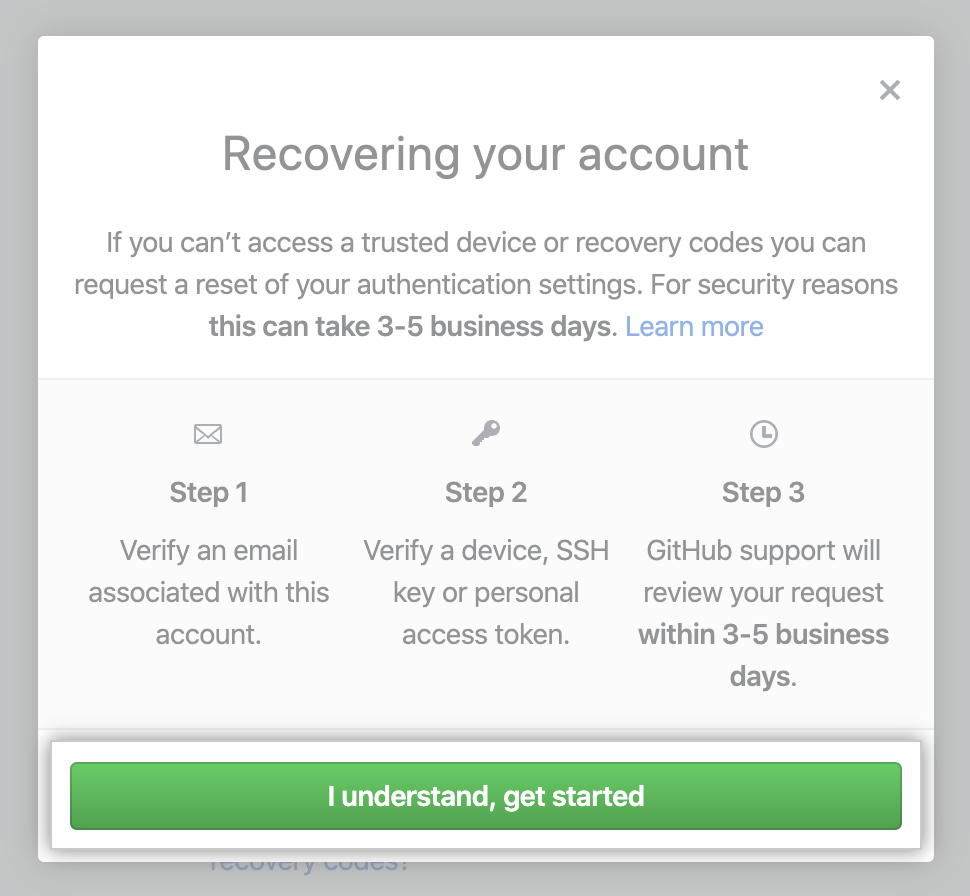 Recovering your account
If you can’t access a trusted device or recovery codes you can
request a reset of your authentication settings. For security reasons
this can take 3-5 business days. Learn more
Step 1
Verify an email
associated with this
account.
Step 2
Verify a device, SSH
key or personal
access token.
Step 3
GitHub support will
review your request
within 3-5 business
days.
I understand, get started
recovery codes?